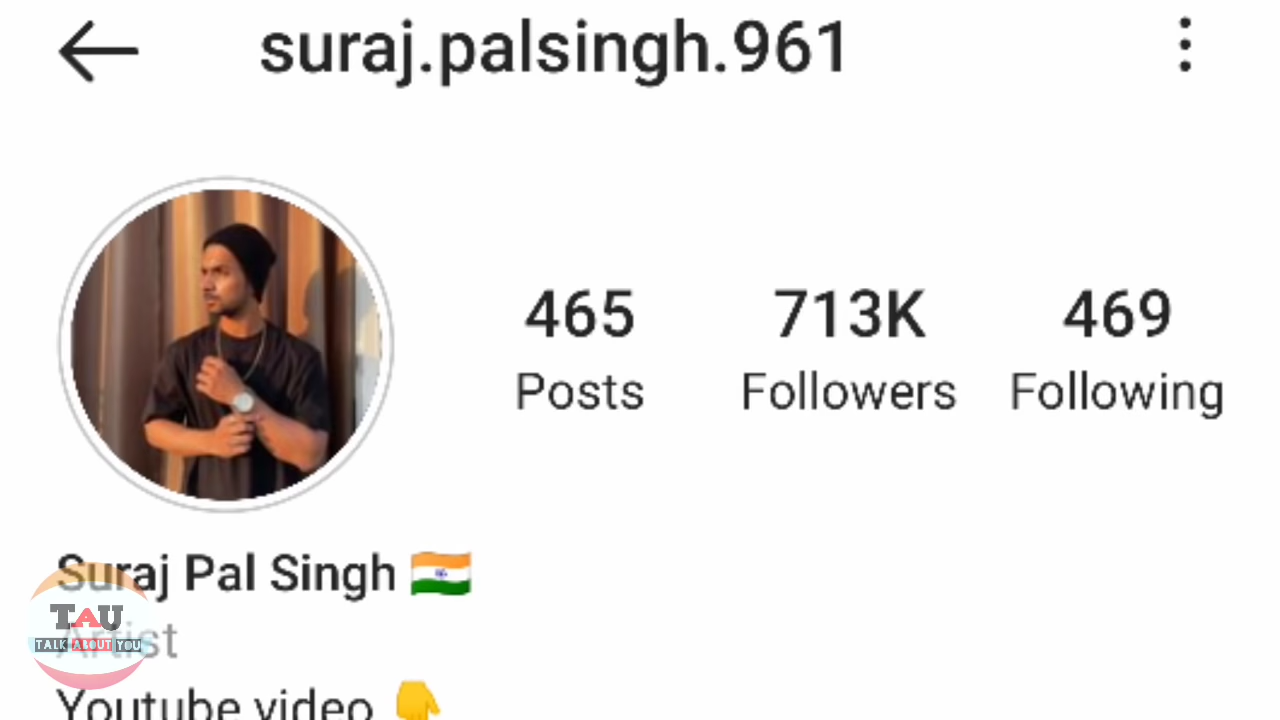 suraj.palsingh.961
465 713K 469
Posts Followers Following
Suraj Pal Singh 🇮🇳
TAU
Artist
TALK ABOUT YOU
Youtube video 👇